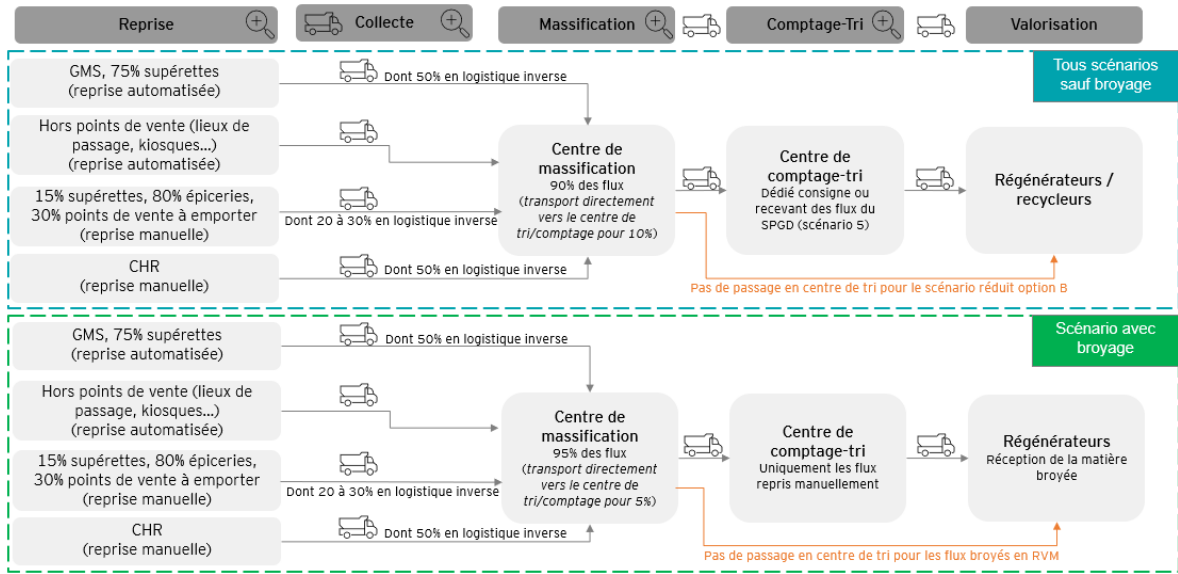 Reprise
Collecte
Massification
Comptage-Tri
Valorisation
Tous scénarios
sauf broyage
GMS, 75% supérettes
(reprise automatisée)
Dont 50% en logistique inverse
Hors points de vente (lieux de
passage, kiosques...)
(reprise automatisée)
15% supérettes, 80% épiceries,
30% points de vente à emporter
(reprise manuelle)
Dont 20 à 30% en logistique inverse
CHR
(reprise manuelle)
Dont 50% en logistique inverse
Centre de
massification
90% des flux
(transport directement
vers le centre de
tri/comptage pour 10%)
Centre de
comptage-tri
Dédié consigne ou
recevant des flux du
SPGD (scénario 5)
Régénérateurs /
recycleurs
Pas de passage en centre de tri pour le scénario réduit option B
Scénario avec
broyage
GMS, 75% supérettes
(reprise automatisée)
Dont 50% en logistique inverse
Hors points de vente (lieux de
passage, kiosques...)
(reprise automatisée)
15% supérettes, 80% épiceries,
30% points de vente à emporter
(reprise manuelle)
Dont 20 à 30% en logistique inverse
CHR
(reprise manuelle)
Dont 50% en logistique inverse
Centre de
massification
95% des flux
(transport directement
vers le centre de
tri/comptage pour 5%)
Centre de
comptage-tri
Uniquement les flux
repris manuellement
Régénérateurs
Réception de la matière
broyée
Pas de passage en centre de tri pour les flux broyés en RVM